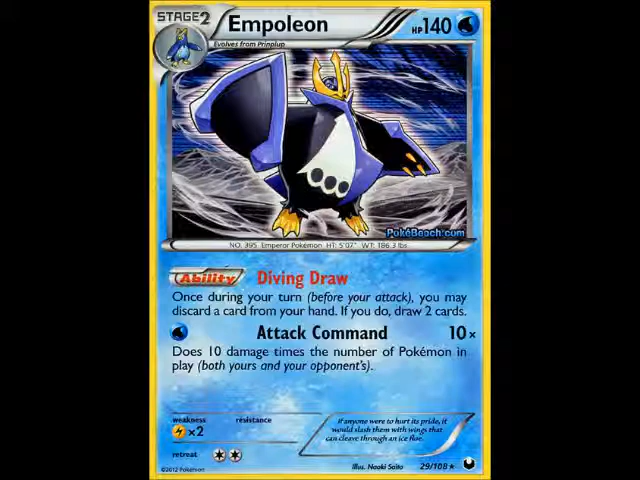 STAGE2
Empoleon
HP140
Evolves from Prinplup
PokéBeach.com
NO. 395 Emperor Pokémon HT: 5'07" WT: 186.3 lbs.
Ability Diving Draw
Once during your turn (before your attack), you may
discard a card from your hand. If you do, draw 2 cards.
Attack Command 10×
Does 10 damage times the number of Pokémon in
play (both yours and your opponent's).
weakness resistance
×2
retreat
If anyone were to hurt its pride, it
would slash them with wings that
can cleave through an ice floe.
Illus. Naoki Saito 29/108 ★
©2012 Pokémon